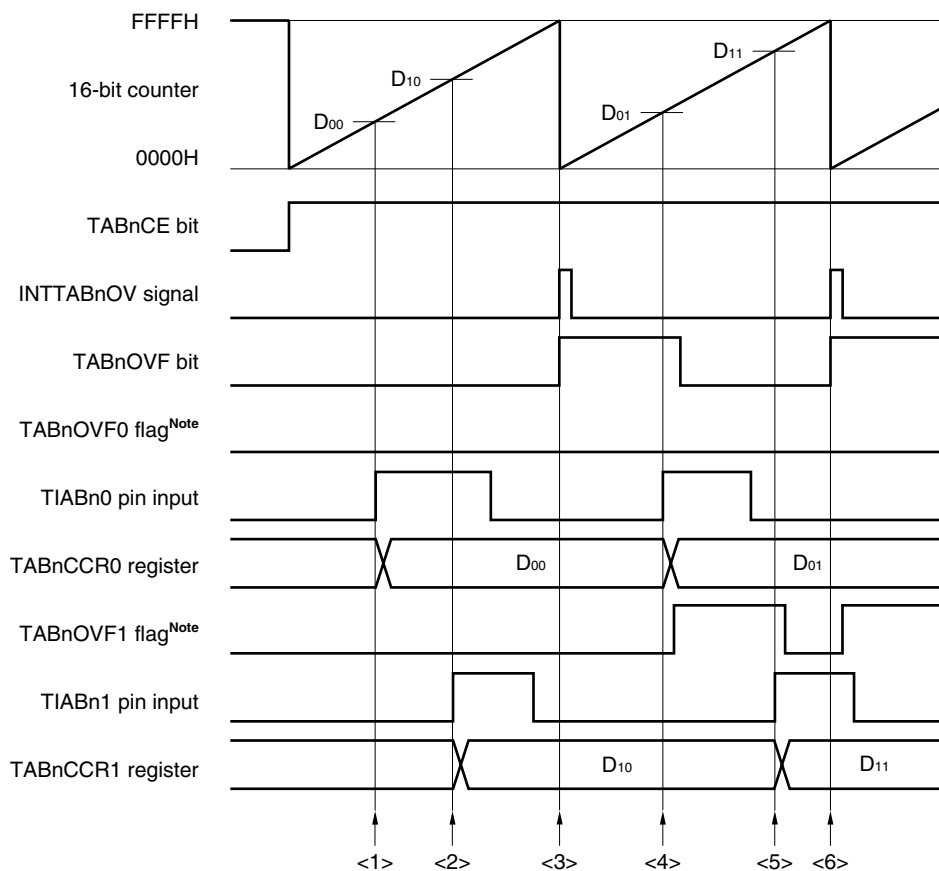 FFFFH
16-bit counter
0000H
D00
D10
D01
D11
TABnCE bit
INTTABnOV signal
TABnOVF bit
TABnOVF0 flagNote
TIABn0 pin input
TABnCCR0 register
D00
D01
TABnOVF1 flagNote
TIABn1 pin input
TABnCCR1 register
D10
D11
<1> <2> <3> <4> <5> <6>